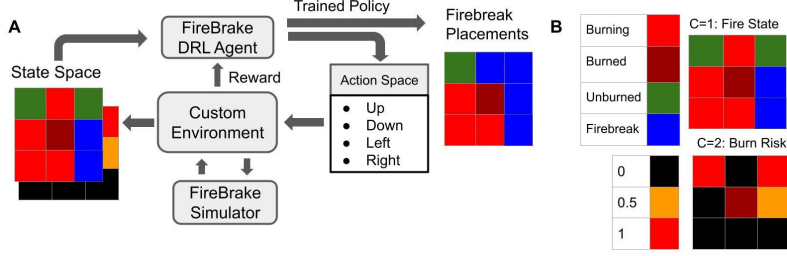 A
State Space
FireBrake
DRL Agent
Reward
Custom
Environment
FireBrake
Simulator
Trained Policy
Action Space
Up
Down
Left
Right
Firebreak
Placements
B
Burning
Burned
Unburned
Firebreak
C=1: Fire State
C=2: Burn Risk
0
0.5
1